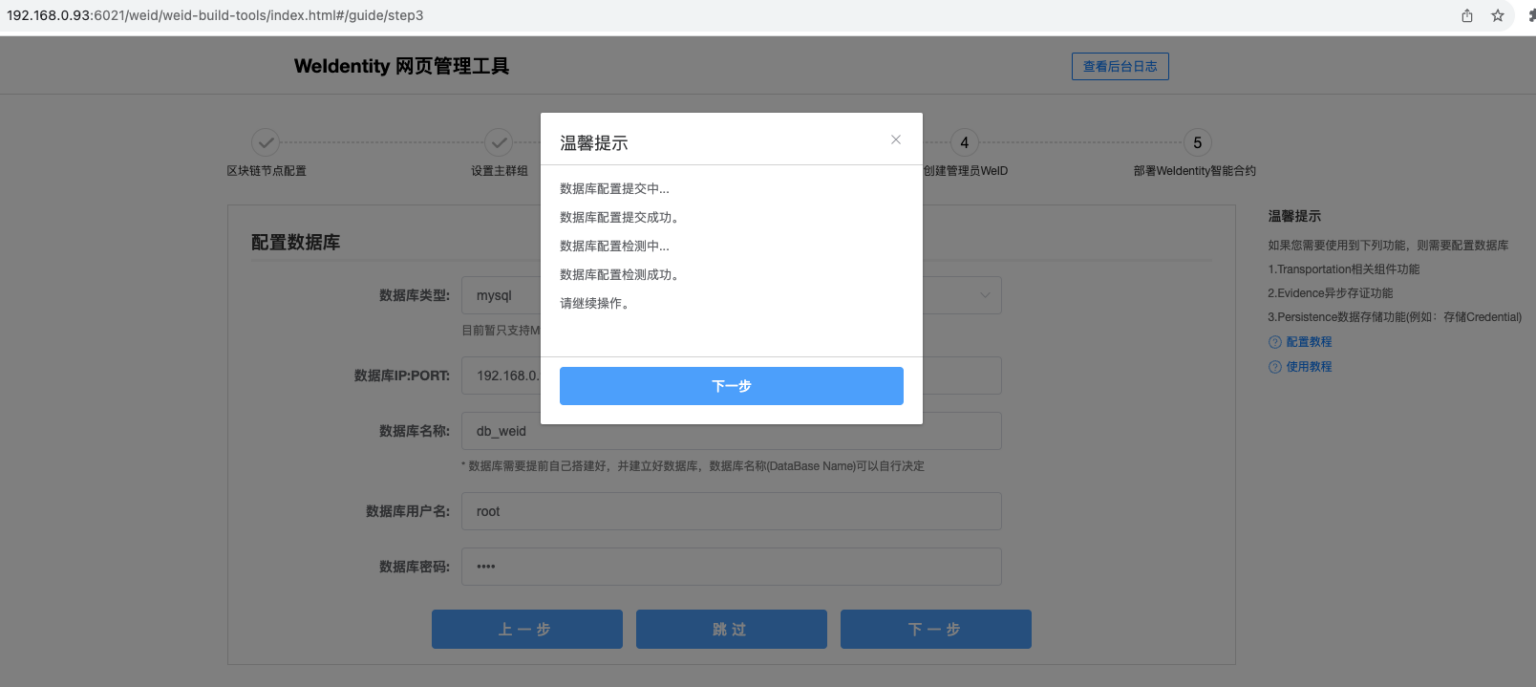 192.168.0.93:6021/weid/weid-build-tools/index.html#/guide/step3
WeIdentity 网页管理工具
查看后台日志
区块链节点配置
设置主群组
4
创建管理员WeID
5
部署WeIdentity智能合约
温馨提示
数据库配置提交中...
数据库配置提交成功。
数据库配置检测中...
数据库配置检测成功。
请继续操作。
下一步
配置数据库
数据库类型:
mysql
目前暂只支持M
数据库IP:PORT:
192.168.0.
数据库名称:
db_weid
* 数据库需要提前自己搭建好，并建立好数据库，数据库名称(DataBase Name)可以自行决定
数据库用户名:
root
数据库密码:
••••
上一步
跳过
下一步
温馨提示
如果您需要使用到下列功能，则需要配置数据库
1.Transportation相关组件功能
2.Evidence异步存证功能
3.Persistence数据存储功能(例如：存储Credential)
配置教程
使用教程